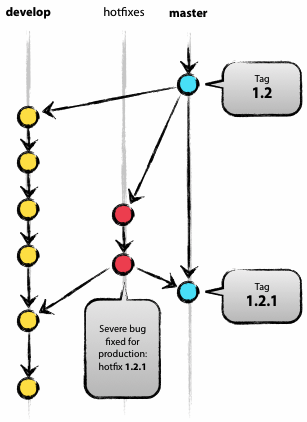 develop
hotfixes
master
Tag
1.2
Tag
1.2.1
Severe bug
fixed for
production:
hotfix 1.2.1